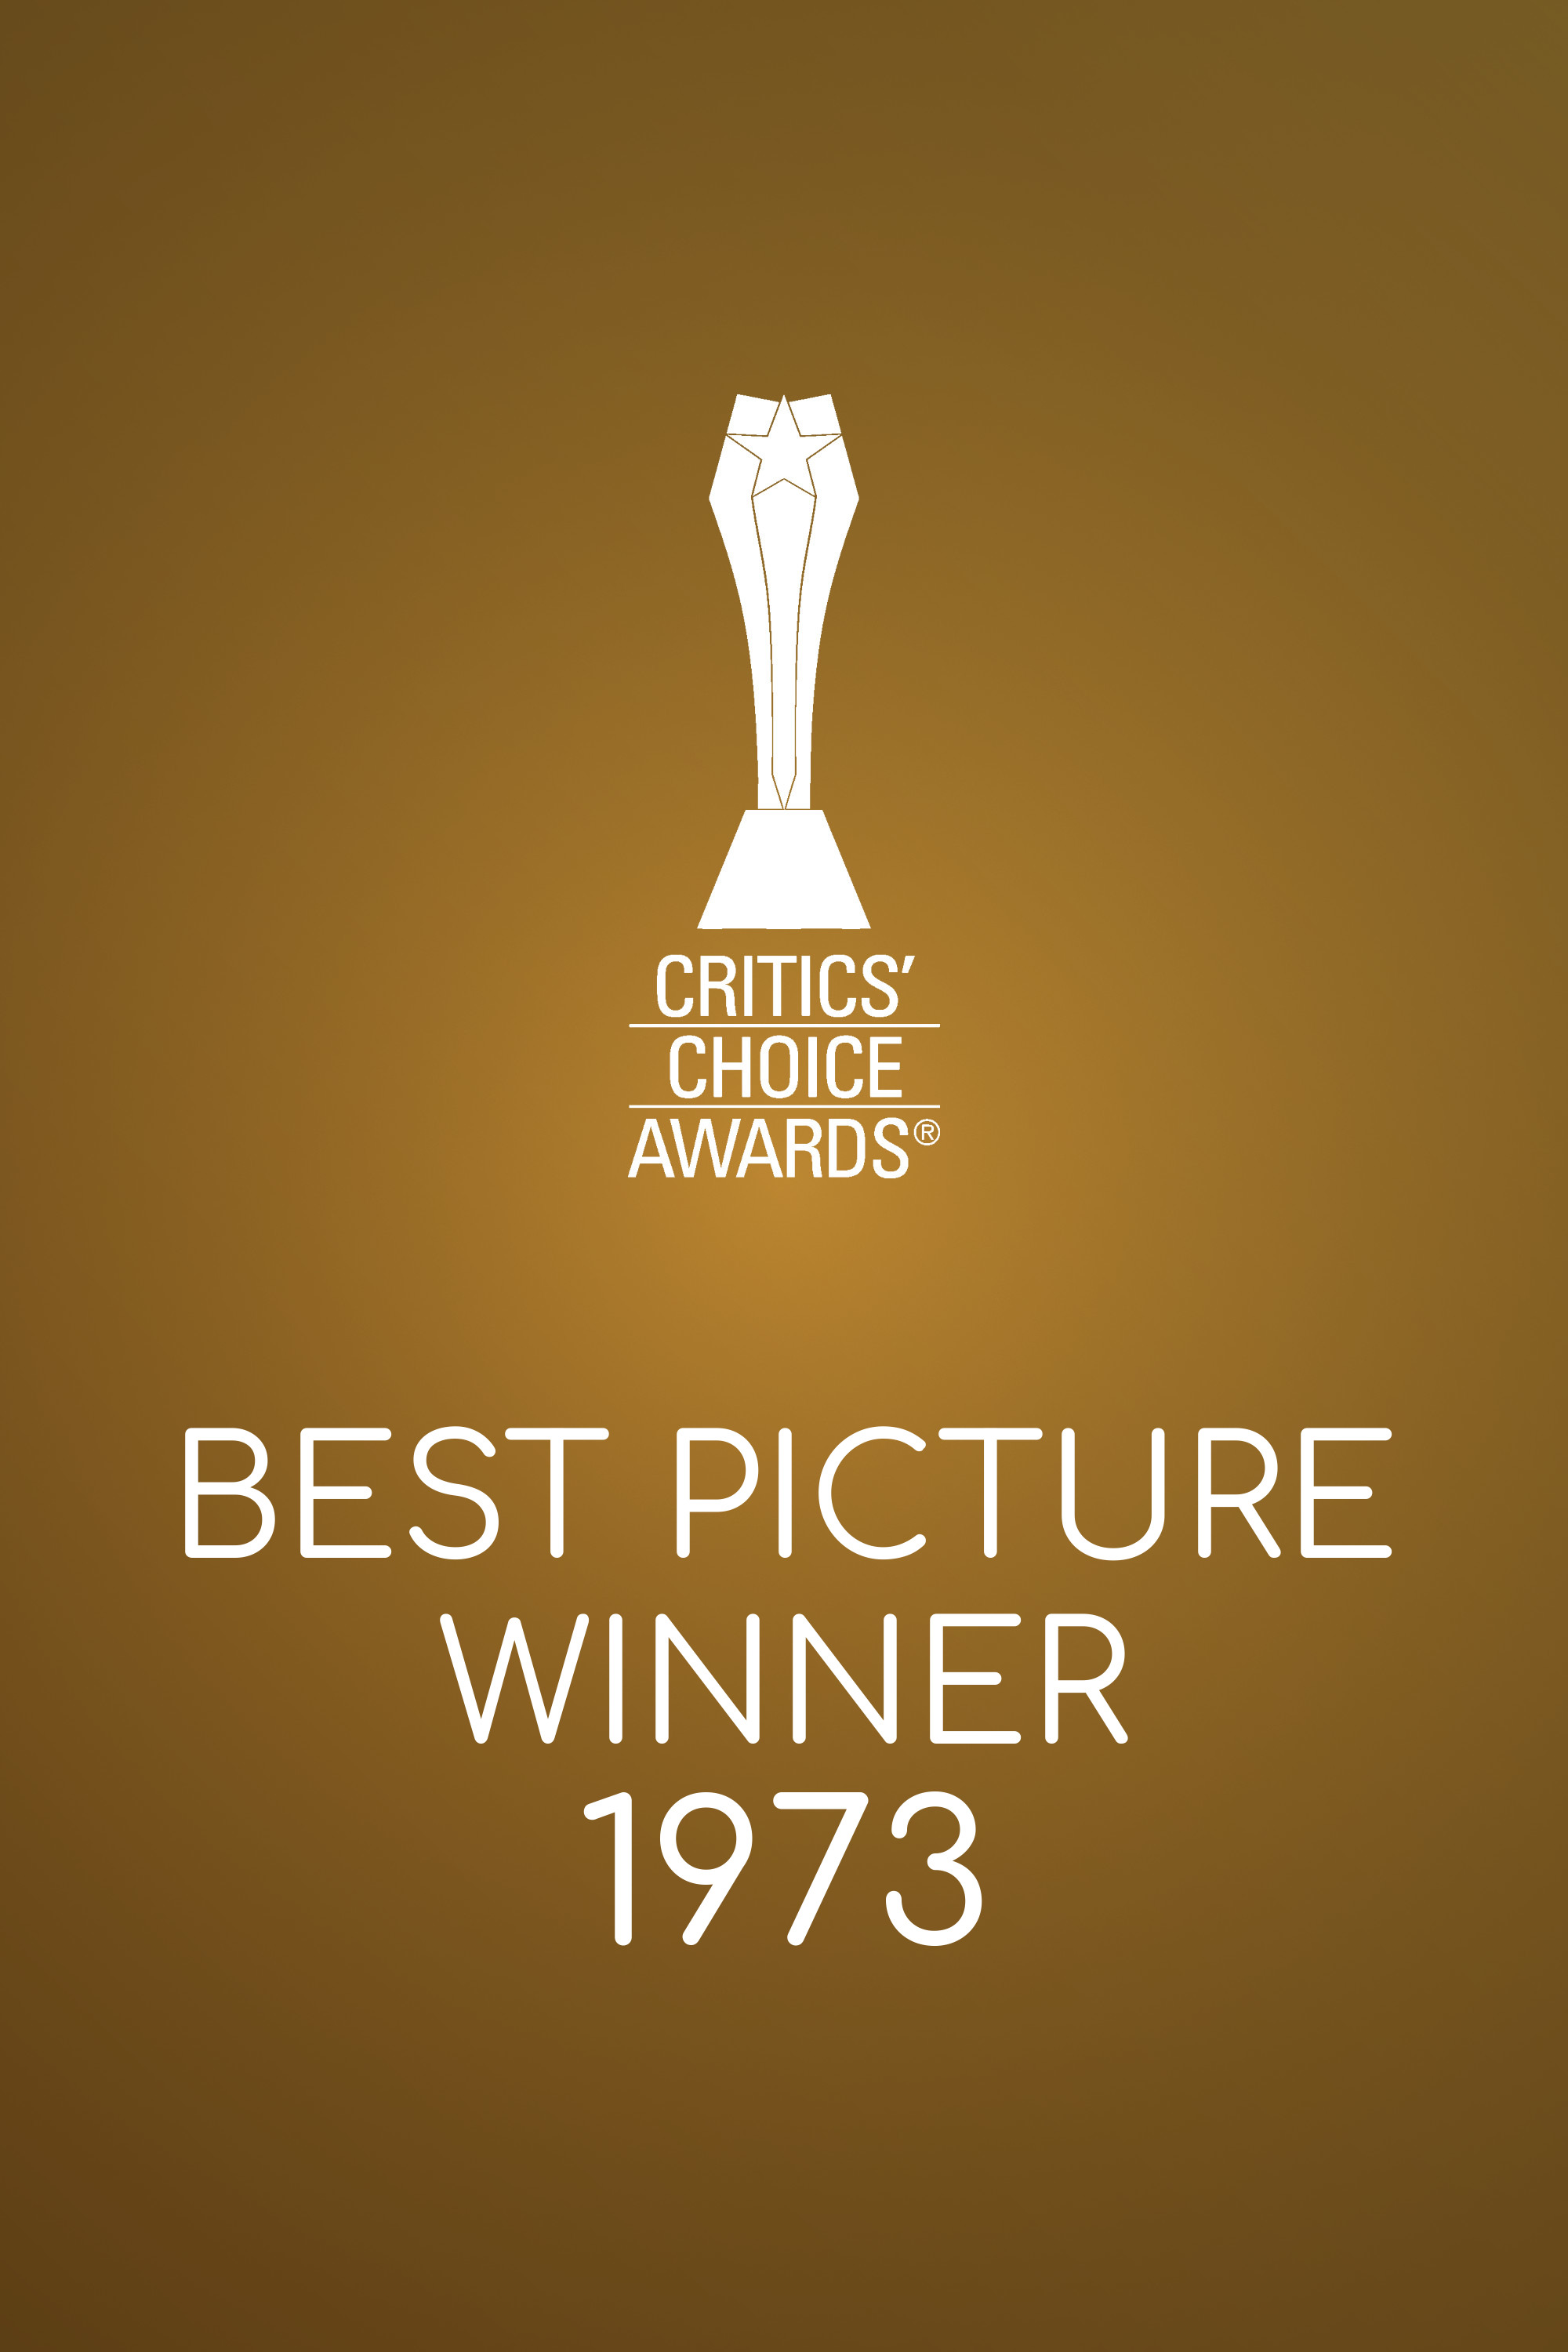 CRITICS'
CHOICE
AWARDS®
BEST PICTURE
WINNER
1973